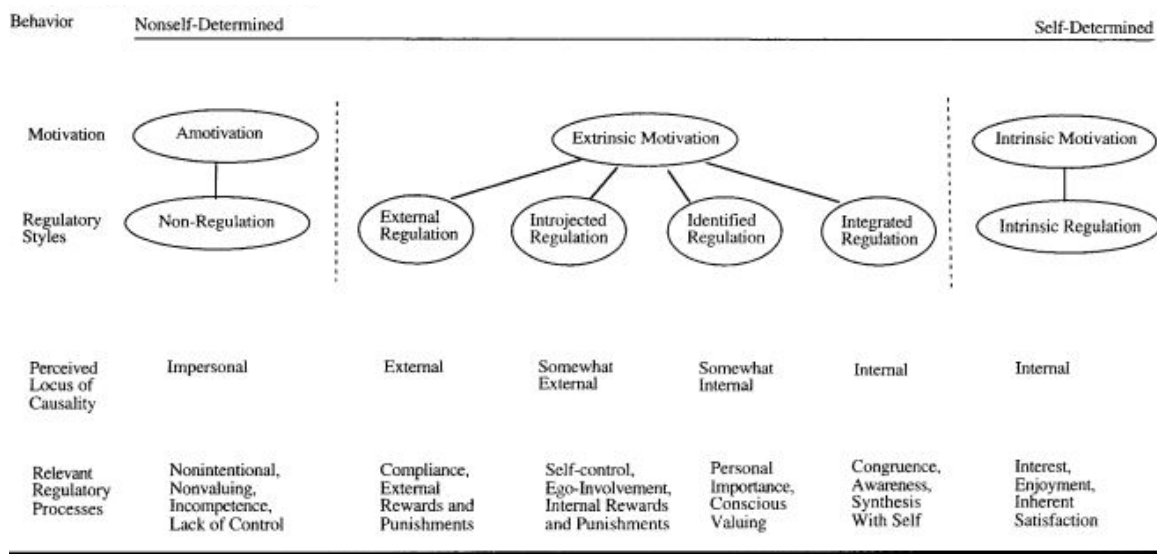 Behavior Nonself-Determined Self-Determined
Motivation Amotivation Extrinsic Motivation Intrinsic Motivation
Regulatory
Styles
Non-Regulation
External
Regulation
Introjected
Regulation
Identified
Regulation
Integrated
Regulation
Intrinsic Regulation
Perceived
Locus of
Causality
Impersonal
External
Somewhat
External
Somewhat
Internal
Internal
Internal
Relevant
Regulatory
Processes
Nonintentional,
Nonvaluing,
Incompetence,
Lack of Control
Compliance,
External
Rewards and
Punishments
Self-control,
Ego-Involvement,
Internal Rewards
and Punishments
Personal
Importance,
Conscious
Valuing
Congruence,
Awareness,
Synthesis
With Self
Interest,
Enjoyment,
Inherent
Satisfaction